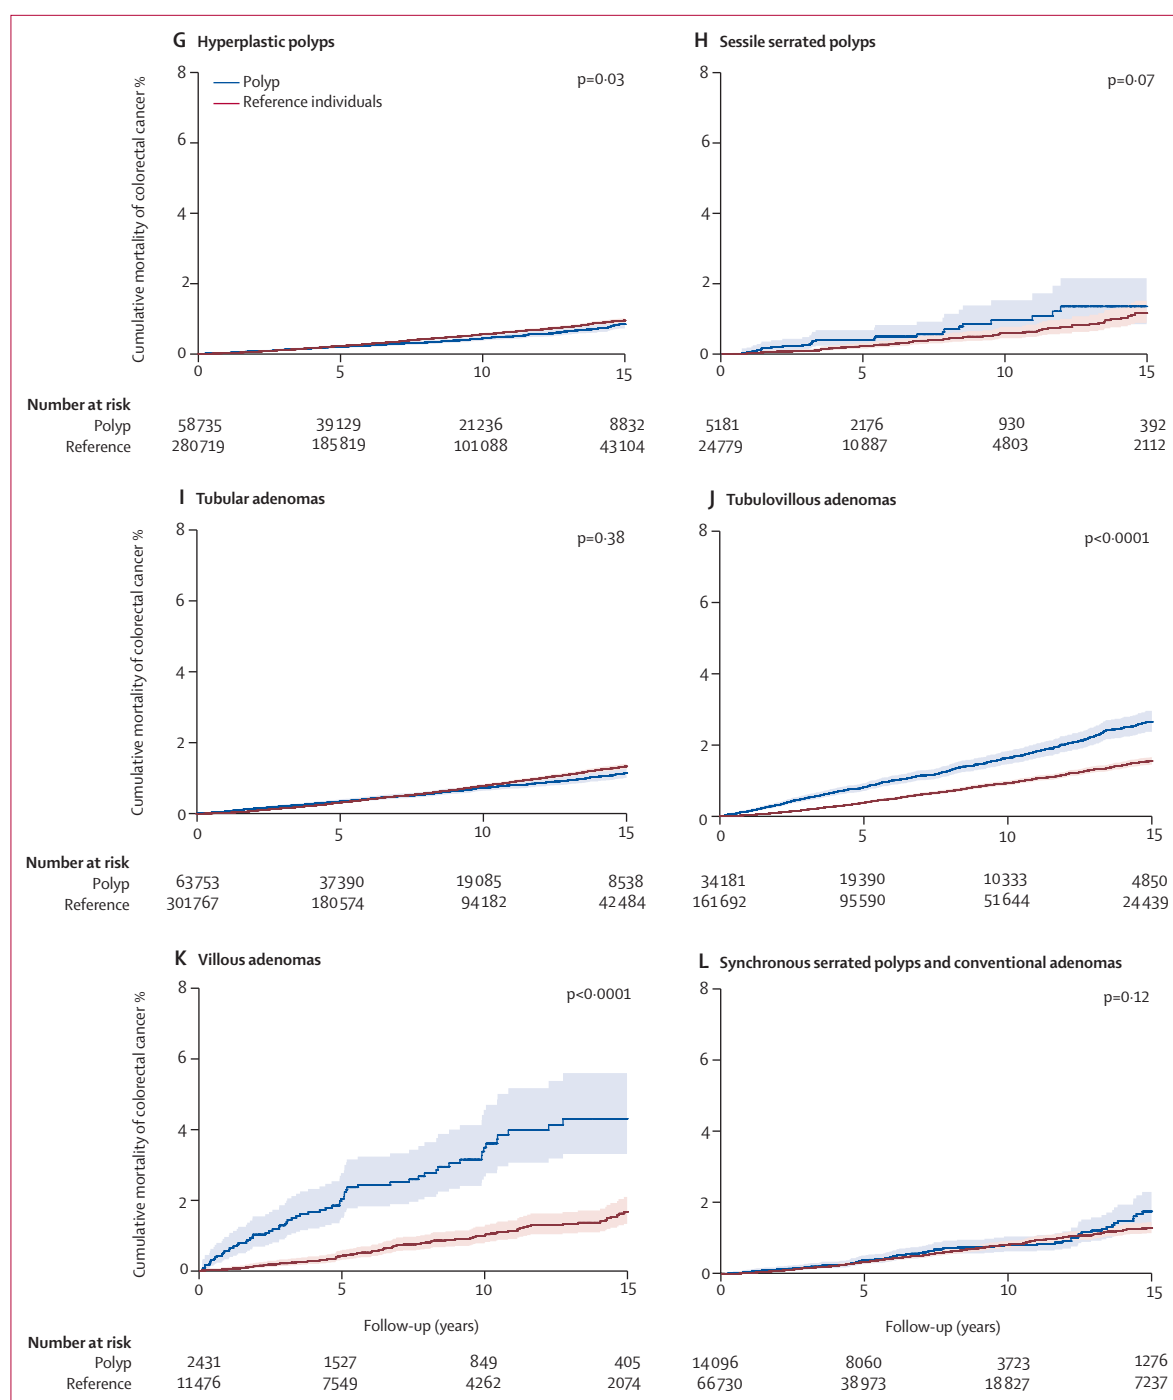 G Hyperplastic polyps
Cumulative mortality of colorectal cancer %
8
6
4
2
0
Polyp
Reference individuals
p=0·03
0 5 10 15
H Sessile serrated polyps
8
6
4
2
0
p=0·07
0 5 10 15
Number at risk
Polyp 58735 39129 21236 8832 5181 2176 930 392
Reference 280719 185819 101088 43104 24779 10887 4803 2112
I Tubular adenomas
Cumulative mortality of colorectal cancer %
8
6
4
2
0
p=0·38
0 5 10 15
J Tubulovillous adenomas
8
6
4
2
0
p<0·0001
0 5 10 15
Number at risk
Polyp 63753 37390 19085 8538 34181 19390 10333 4850
Reference 301767 180574 94182 42484 161692 95590 51644 24439
K Villous adenomas
Cumulative mortality of colorectal cancer %
8
6
4
2
0
p<0·0001
0 5 10 15
Follow-up (years)
L Synchronous serrated polyps and conventional adenomas
8
6
4
2
0
p=0·12
0 5 10 15
Follow-up (years)
Number at risk
Polyp 2431 1527 849 405 14096 8060 3723 1276
Reference 11476 7549 4262 2074 66730 38973 18827 7237